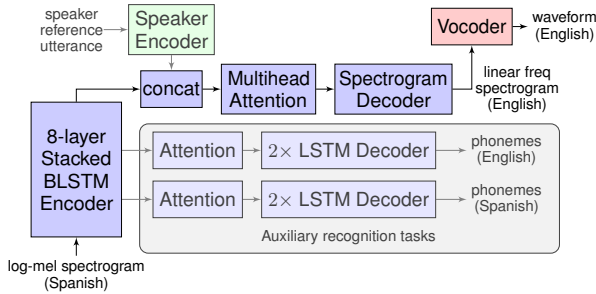 speaker
reference
utterance
Speaker
Encoder
Vocoder
waveform
(English)
concat
Multihead
Attention
Spectrogram
Decoder
linear freq
spectrogram
(English)
8-layer
Stacked
BLSTM
Encoder
Attention
2× LSTM Decoder
phonemes
(English)
Attention
2× LSTM Decoder
phonemes
(Spanish)
Auxiliary recognition tasks
log-mel spectrogram
(Spanish)